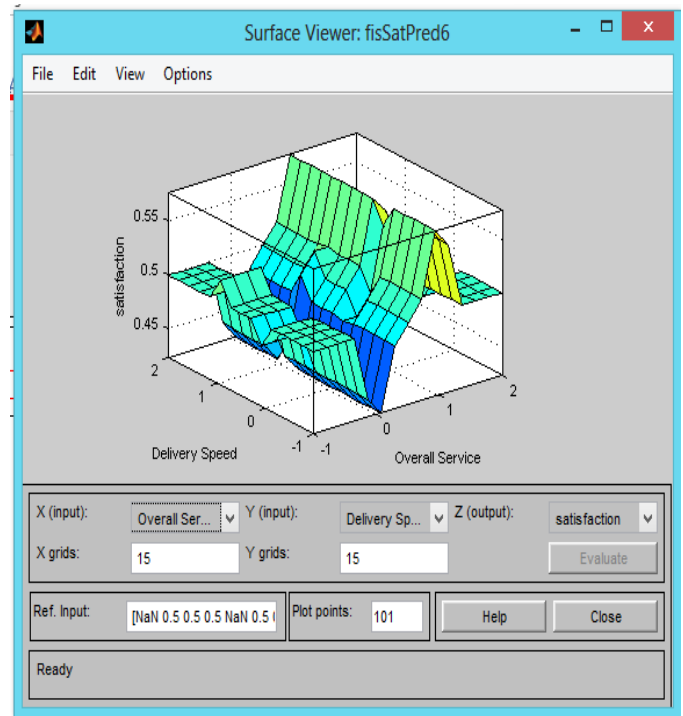 Surface Viewer: fisSatPred6
File Edit View Options
satisfaction
0.55
0.5
0.45
2
1
0
-1
Delivery Speed
-1
0
1
2
Overall Service
X (input): Overall Ser... Y (input): Delivery Sp... Z (output): satisfaction
X grids: 15 Y grids: 15 Evaluate
Ref. Input: [NaN 0.5 0.5 0.5 NaN 0.5 Plot points: 101 Help Close
Ready